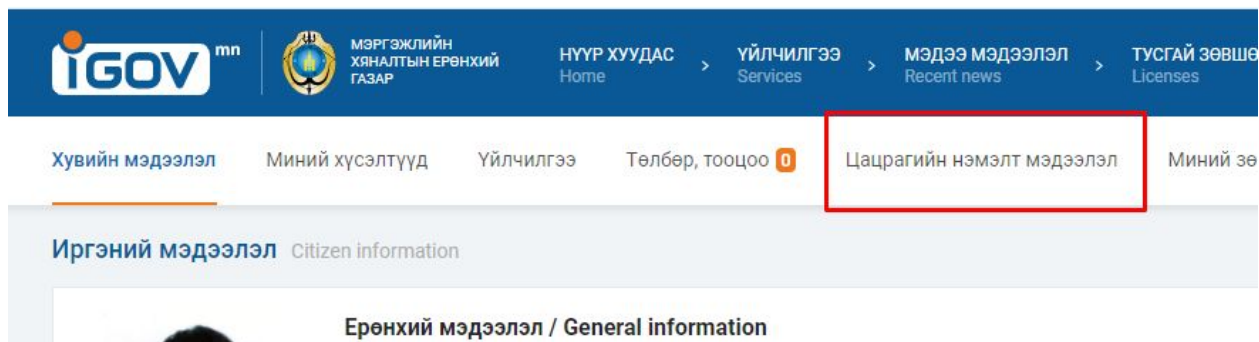 iGOV mn
МЭРГЭЖЛИЙН
ХЯНАЛТЫН ЕРӨНХИЙ
ГАЗАР
НҮҮР ХУУДАС > ҮЙЛЧИЛГЭЭ > МЭДЭЭ МЭДЭЭЛЭЛ > ТУСГАЙ ЗӨВШӨ
Home Services Recent news Licenses
Хувийн мэдээлэл Миний хүсэлтүүд Үйлчилгээ Төлбөр, тооцоо 0 Цацрагийн нэмэлт мэдээлэл Миний зө
Иргэний мэдээлэл Citizen information
Ерөнхий мэдээлэл / General information